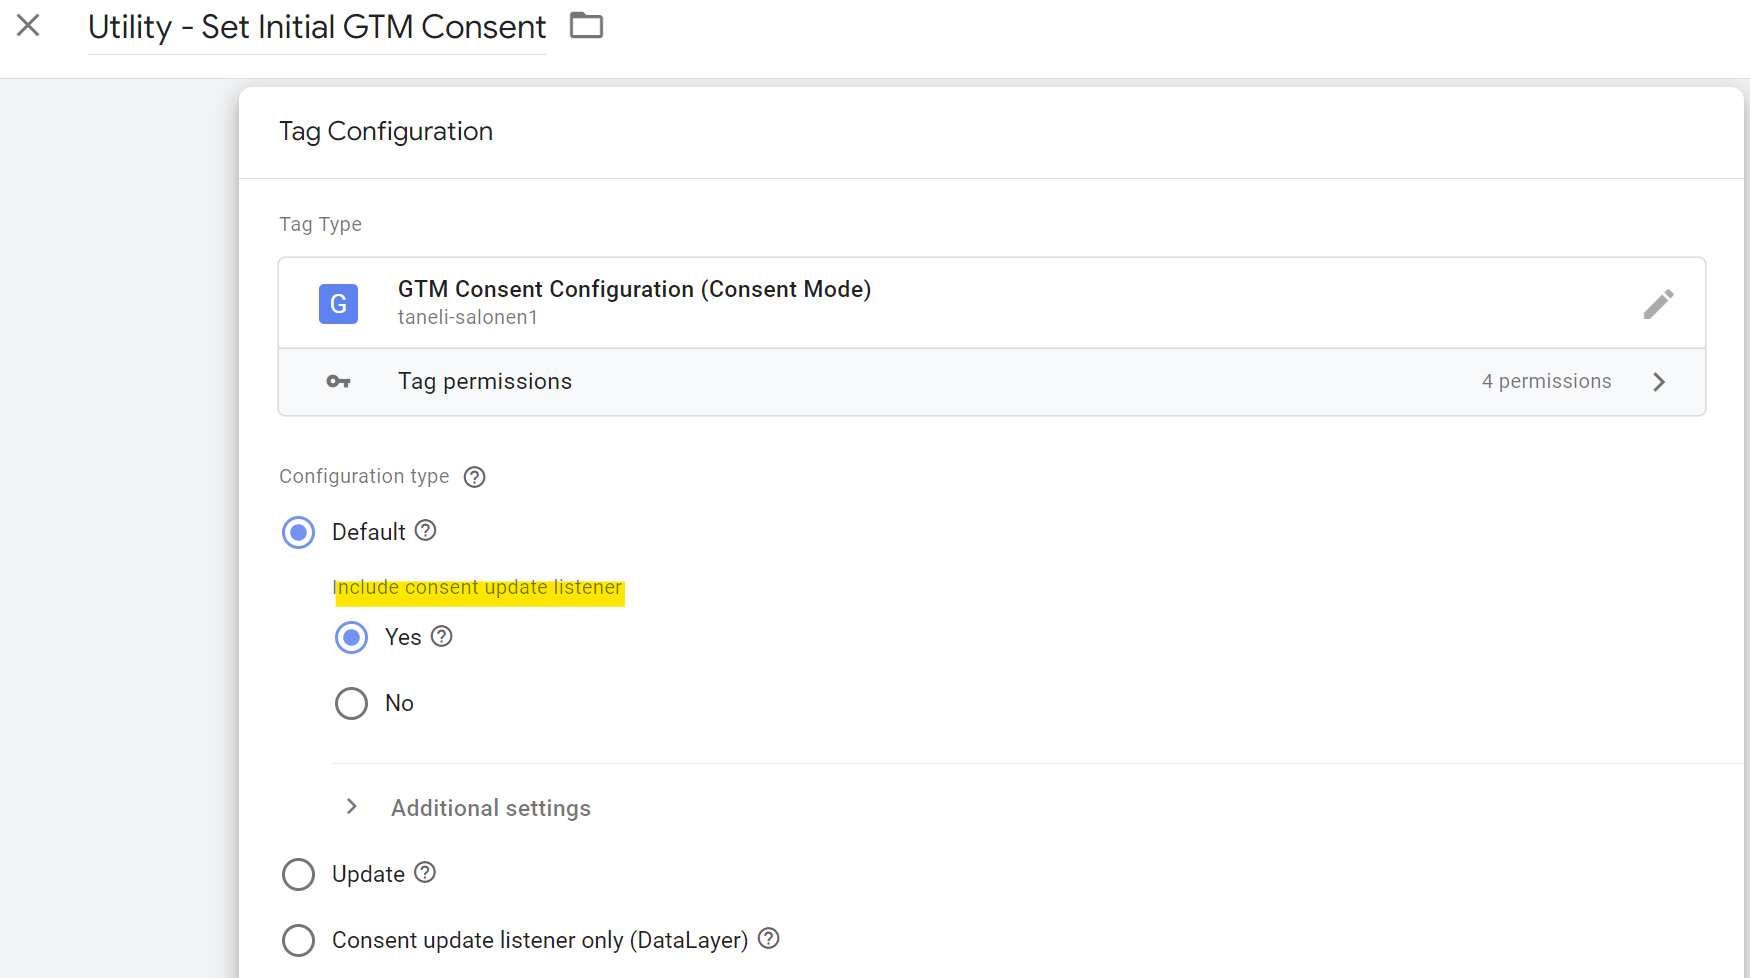 Utility - Set Initial GTM Consent
Tag Configuration
Tag Type
G
GTM Consent Configuration (Consent Mode)
taneli-salonen1
Tag permissions
4 permissions
Configuration type
Default
Include consent update listener
Yes
No
Additional settings
Update
Consent update listener only (DataLayer)